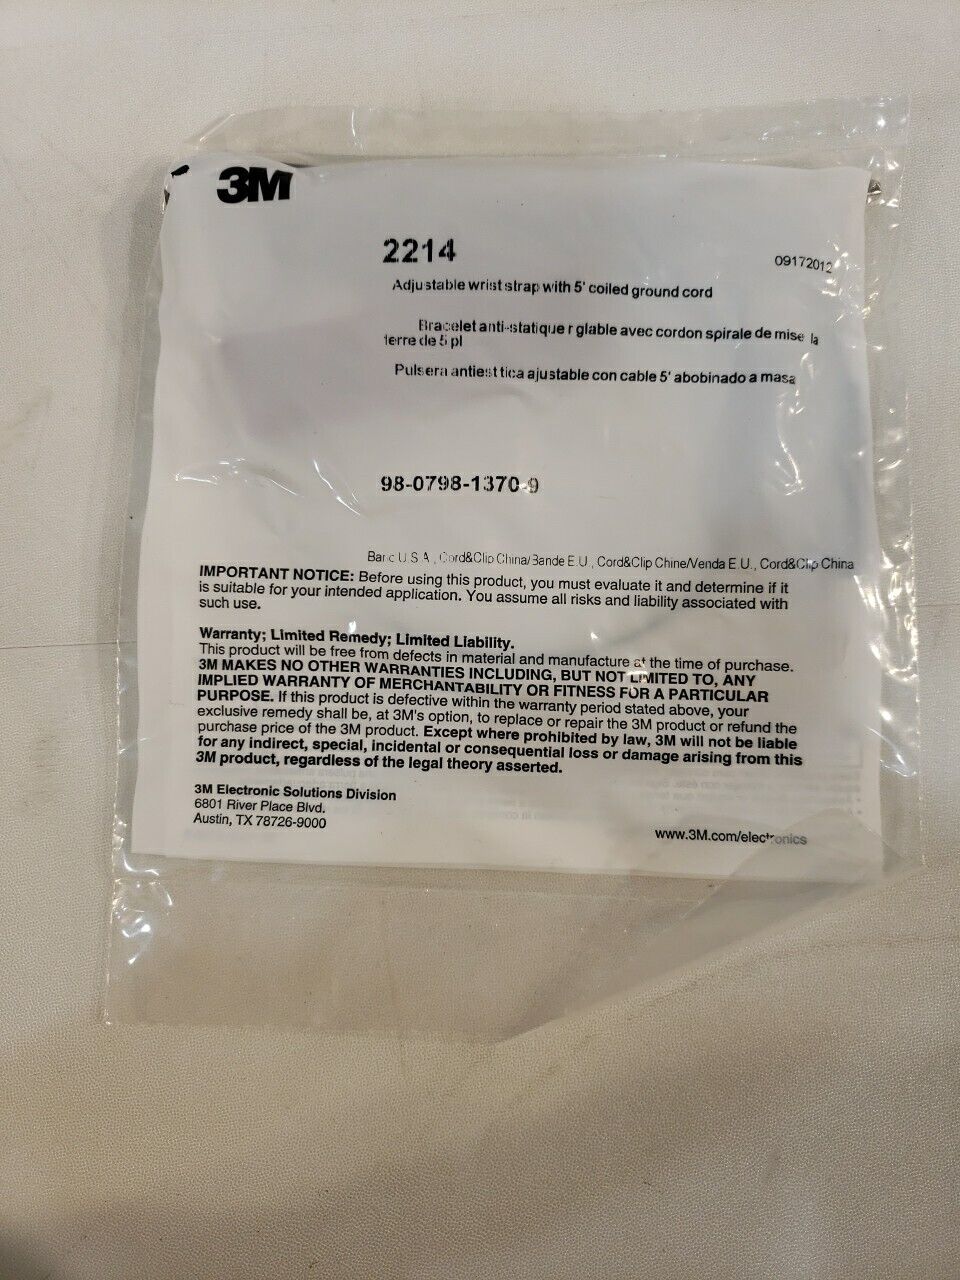 3M
2214
09172012
Adjustable wrist strap with 5' coiled ground cord
Bracelet anti-statique r glable avec cordon spirale de mise la
terre de 5 pl
Pulsera antiest tica ajustable con cable 5' abobinado a masa
98-0798-1370-9
U.S.A., Cord&Clip China/Bande E.U., Cord&Clip Chine/Venda E.U., Cord&Clip China
IMPORTANT NOTICE: Before using this product, you must evaluate it and determine if it
is suitable for your intended application. You assume all risks and liability associated with
such use.
Warranty; Limited Remedy; Limited Liability.
This product will be free from defects in material and manufacture at the time of purchase.
3M MAKES NO OTHER WARRANTIES INCLUDING, BUT NOT LIMITED TO, ANY
IMPLIED WARRANTY OF MERCHANTABILITY OR FITNESS FOR A PARTICULAR
PURPOSE. If this product is defective within the warranty period stated above, your
exclusive remedy shall be, at 3M's option, to replace or repair the 3M product or refund the
purchase price of the 3M product. Except where prohibited by law, 3M will not be liable
for any indirect, special, incidental or consequential loss or damage arising from this
3M product, regardless of the legal theory asserted.
3M Electronic Solutions Division
6801 River Place Blvd.
Austin, TX 78726-9000
www.3M.com/electronics